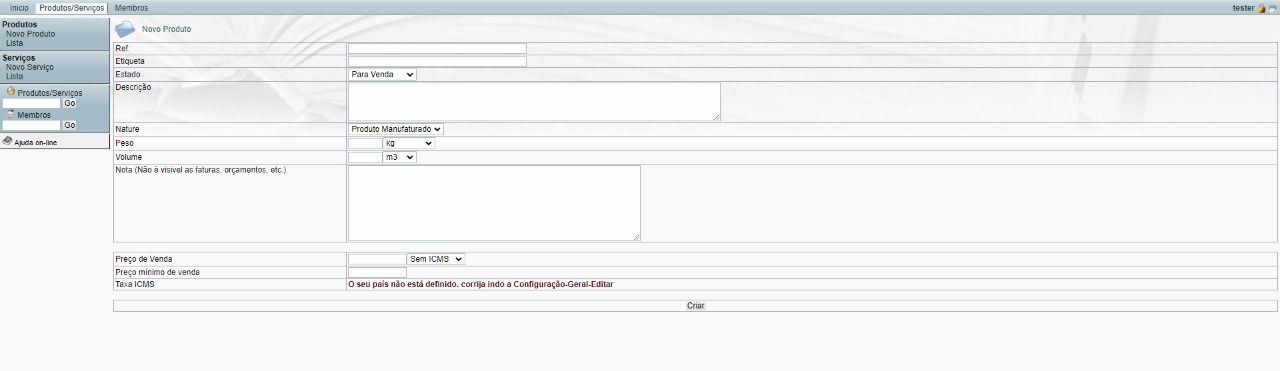 Inicio Produtos/Serviços Membros tester
Produtos
Novo Produto
Lista
Serviços
Novo Serviço
Lista
Produtos/Serviços
Go
Membros
Go
Ajuda on-line
Novo Produto
Ref
Etiqueta
Estado Para Venda
Descrição
Nature Produto Manufaturado
Peso kg
Volume m3
Nota (Não é visivel as faturas, orçamentos, etc.)
Preço de Venda Sem ICMS
Preço mínimo de venda
Taxa ICMS O seu país não está definido. corrija indo a Configuração-Geral-Editar
Criar